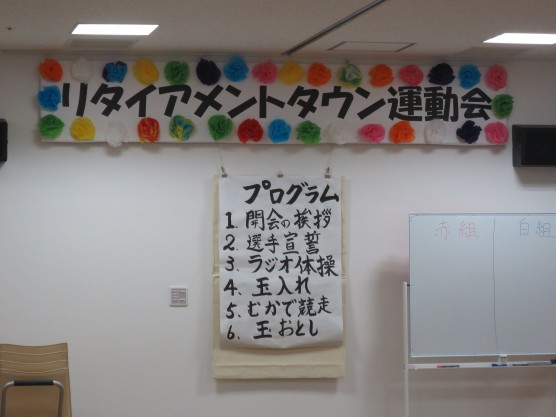 リタイアメントタウン運動会
プログラム
1. 開会の挨拶
2. 選手宣誓
3. ラジオ体操
4. 玉入れ
5. むかで競走
6. 玉おとし
赤組 白組